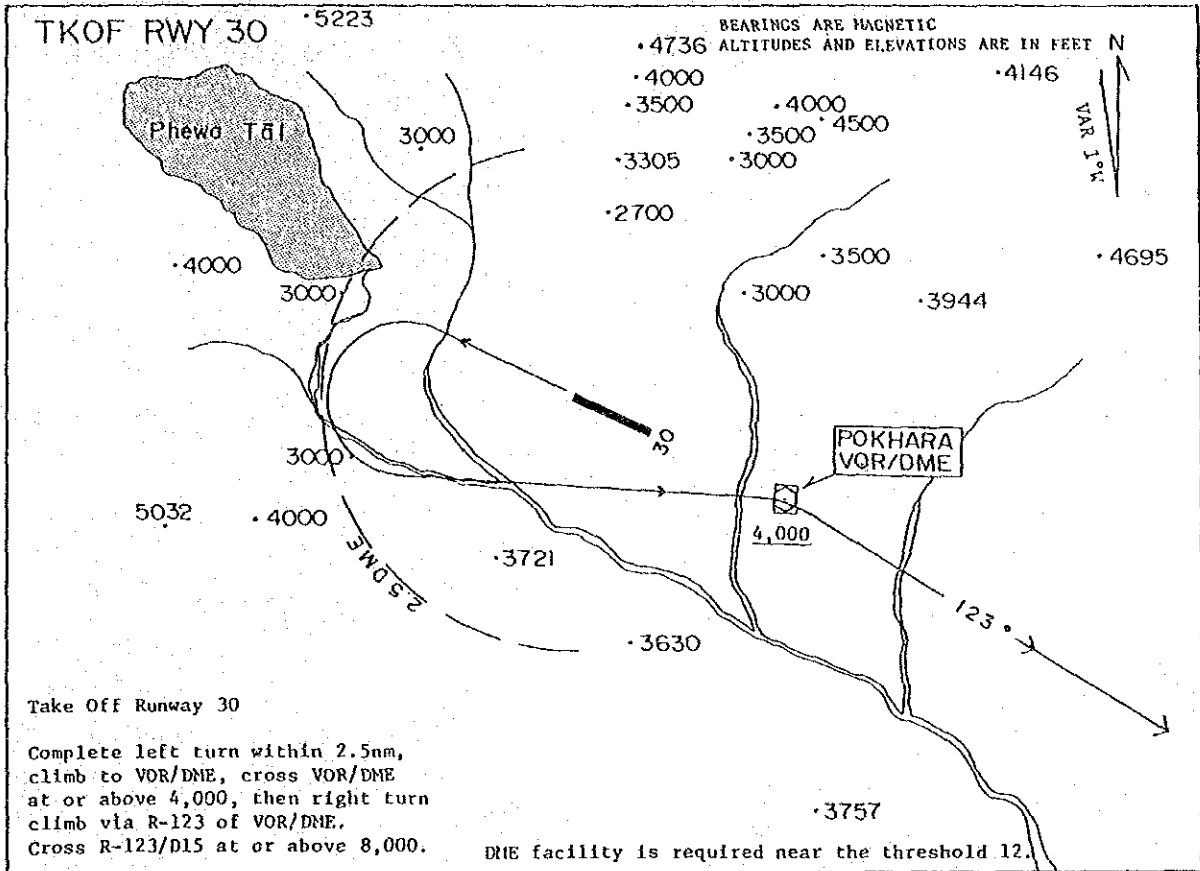 TKOF RWY 30
·5223
BEARINGS ARE MAGNETIC
ALTITUDES AND ELEVATIONS ARE IN FEET
N
VAR 1°W
·4736
·4000
·3500
·4146
·4000
·4500
·3500
·3305
·3000
·2700
Phewa Tāl
3000
·4000
3000
·3500
·4695
·3000
·3944
30
POKHARA
VOR/DME
4,000
3000
5032
·4000
2.5 DME
·3721
·3630
123°
·3757
Take Off Runway 30
Complete left turn within 2.5nm,
climb to VOR/DME, cross VOR/DME
at or above 4,000, then right turn
climb via R-123 of VOR/DME.
Cross R-123/D15 at or above 8,000.
DME facility is required near the threshold 12.